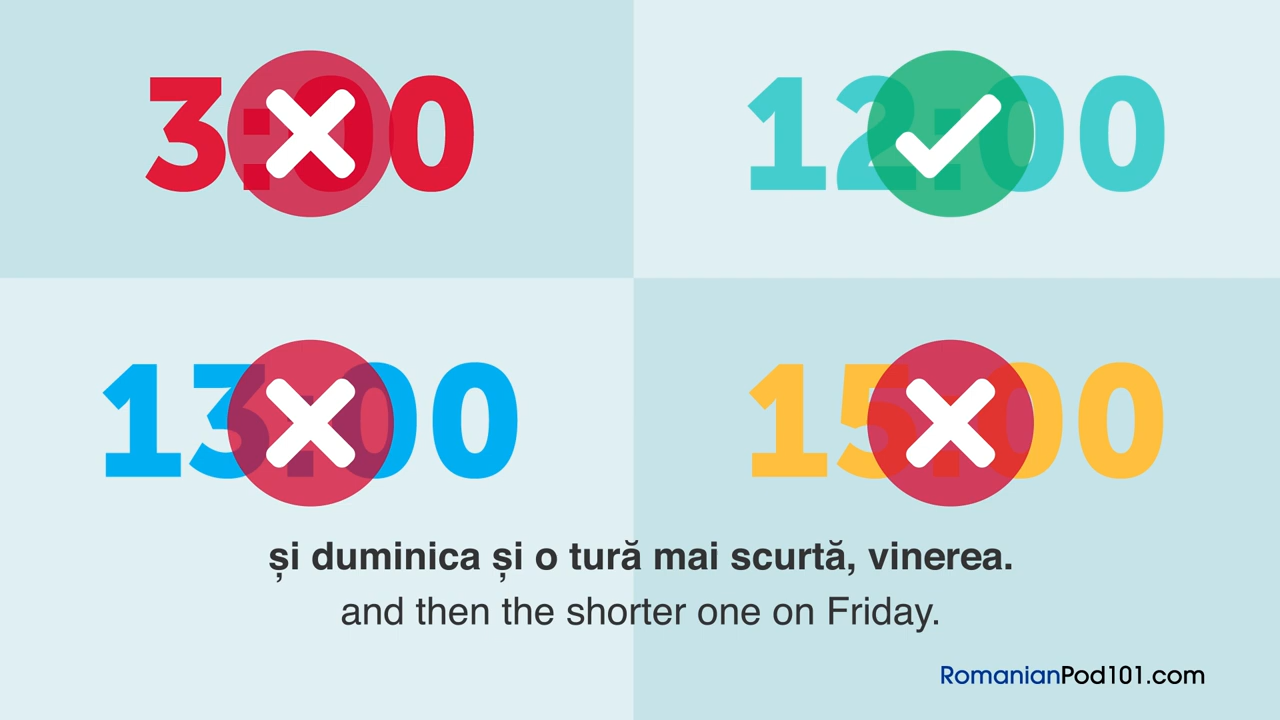 3:00
12:00
13:00
15:00
și duminica și o tură mai scurtă, vinerea.
and then the shorter one on Friday.
RomanianPod101.com